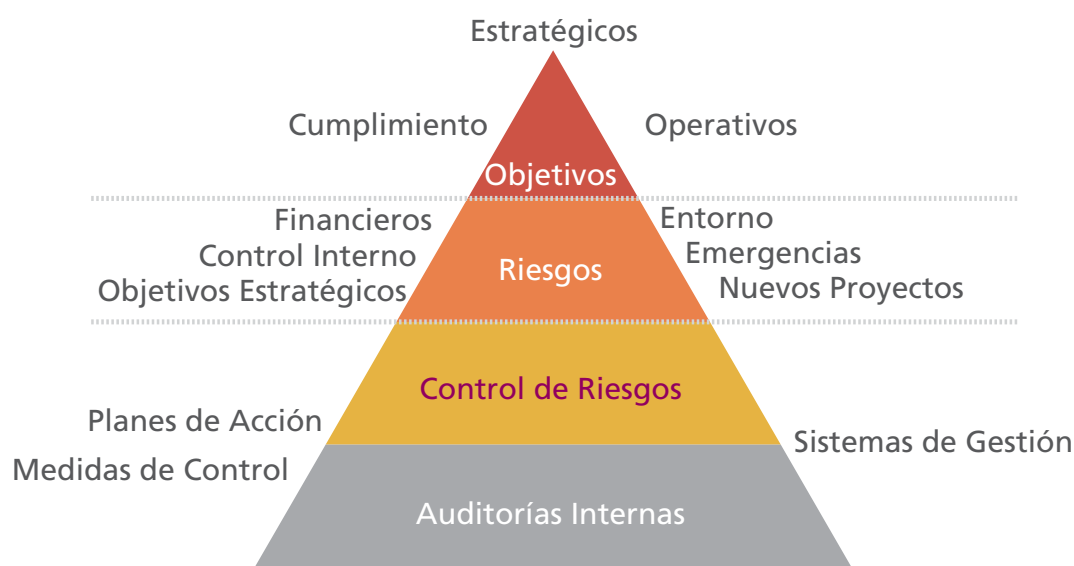 Estratégicos
Cumplimiento
Operativos
Objetivos
Financieros
Control Interno
Objetivos Estratégicos
Riesgos
Entorno
Emergencias
Nuevos Proyectos
Control de Riesgos
Planes de Acción
Medidas de Control
Sistemas de Gestión
Auditorías Internas